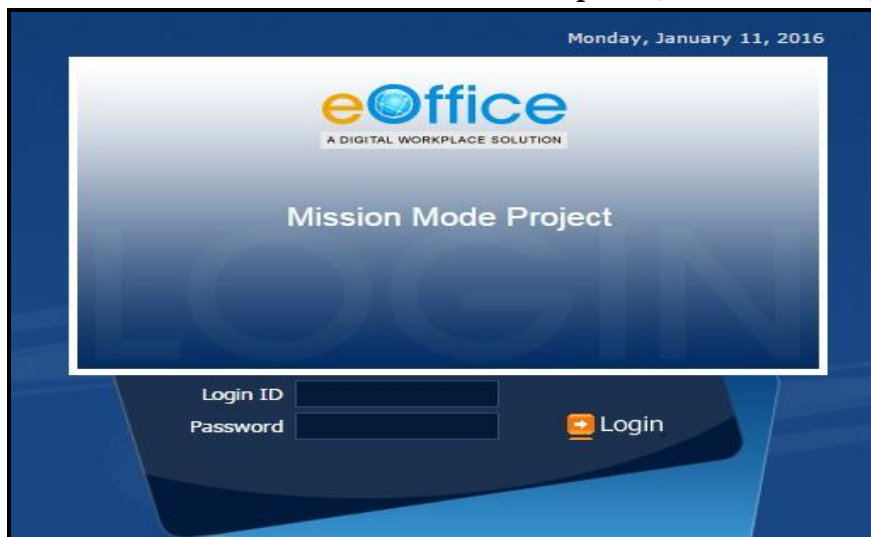 Monday, January 11, 2016
eOffice
A DIGITAL WORKPLACE SOLUTION
Mission Mode Project
LOGIN
Login ID
Password
Login